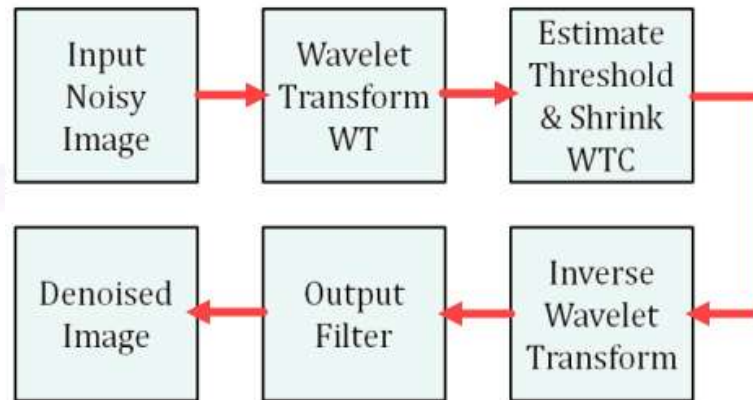 Input
Noisy
Image
Wavelet
Transform
WT
Estimate
Threshold
& Shrink
WTC
Inverse
Wavelet
Transform
Output
Filter
Denoised
Image